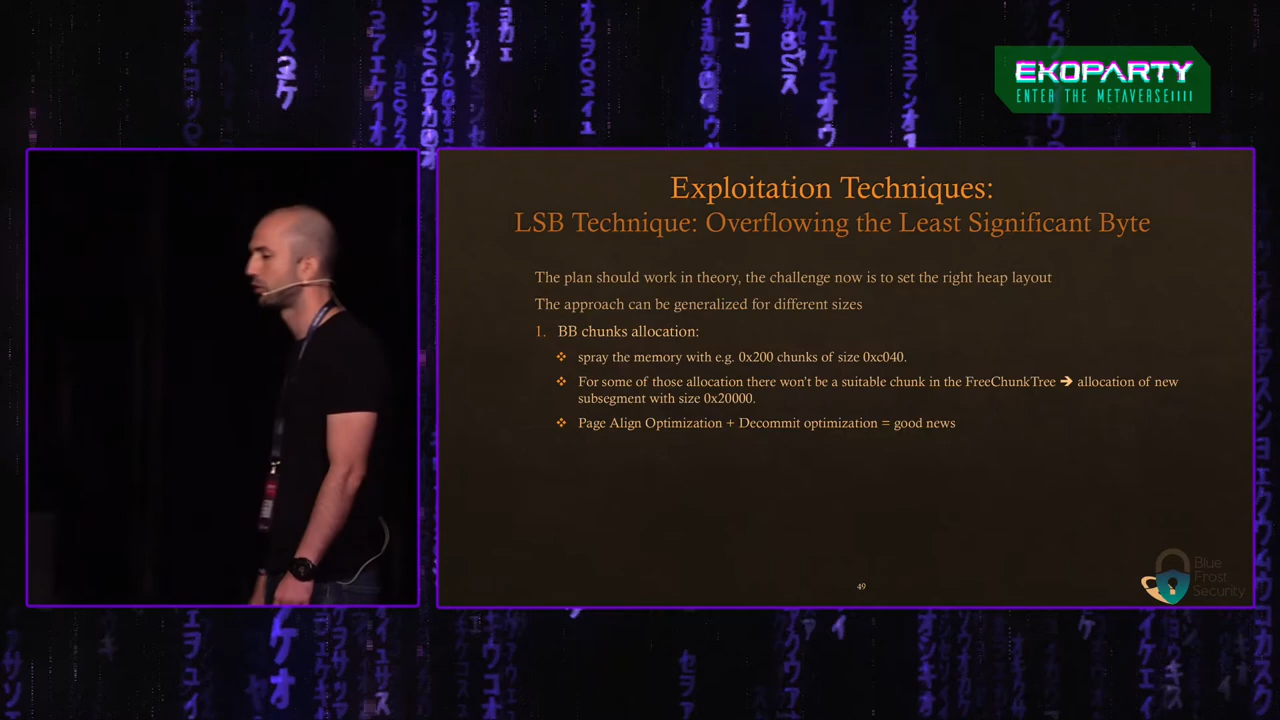 EKOPARTY
ENTER THE METAVERSE
Exploitation Techniques:
LSB Technique: Overflowing the Least Significant Byte
The plan should work in theory, the challenge now is to set the right heap layout
The approach can be generalized for different sizes
1. BB chunks allocation:
❖ spray the memory with e.g. 0x200 chunks of size 0xc040.
❖ For some of those allocation there won't be a suitable chunk in the FreeChunkTree ➔ allocation of new
subsegment with size 0x20000.
❖ Page Align Optimization + Decommit optimization = good news
49
Blue
Frost
Security